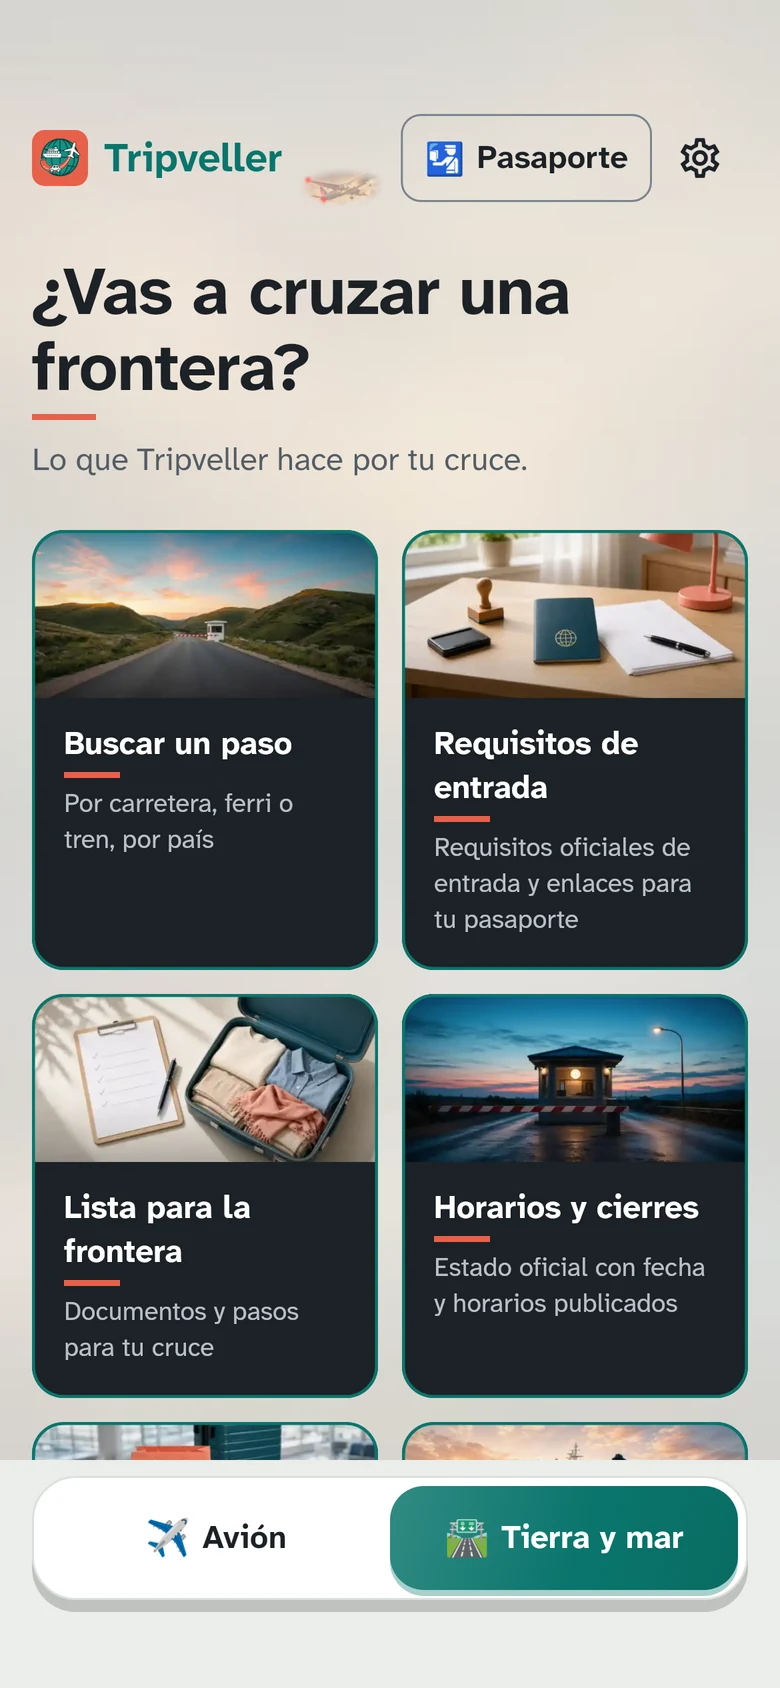 Tripveller
Pasaporte
¿Vas a cruzar una
frontera?
Lo que Tripveller hace por tu cruce.
Buscar un paso
Por carretera, ferri o
tren, por país
Requisitos de
entrada
Requisitos oficiales de
entrada y enlaces para
tu pasaporte
Lista para la
frontera
Documentos y pasos
para tu cruce
Horarios y cierres
Estado oficial con fecha
y horarios publicados
Avión
Tierra y mar